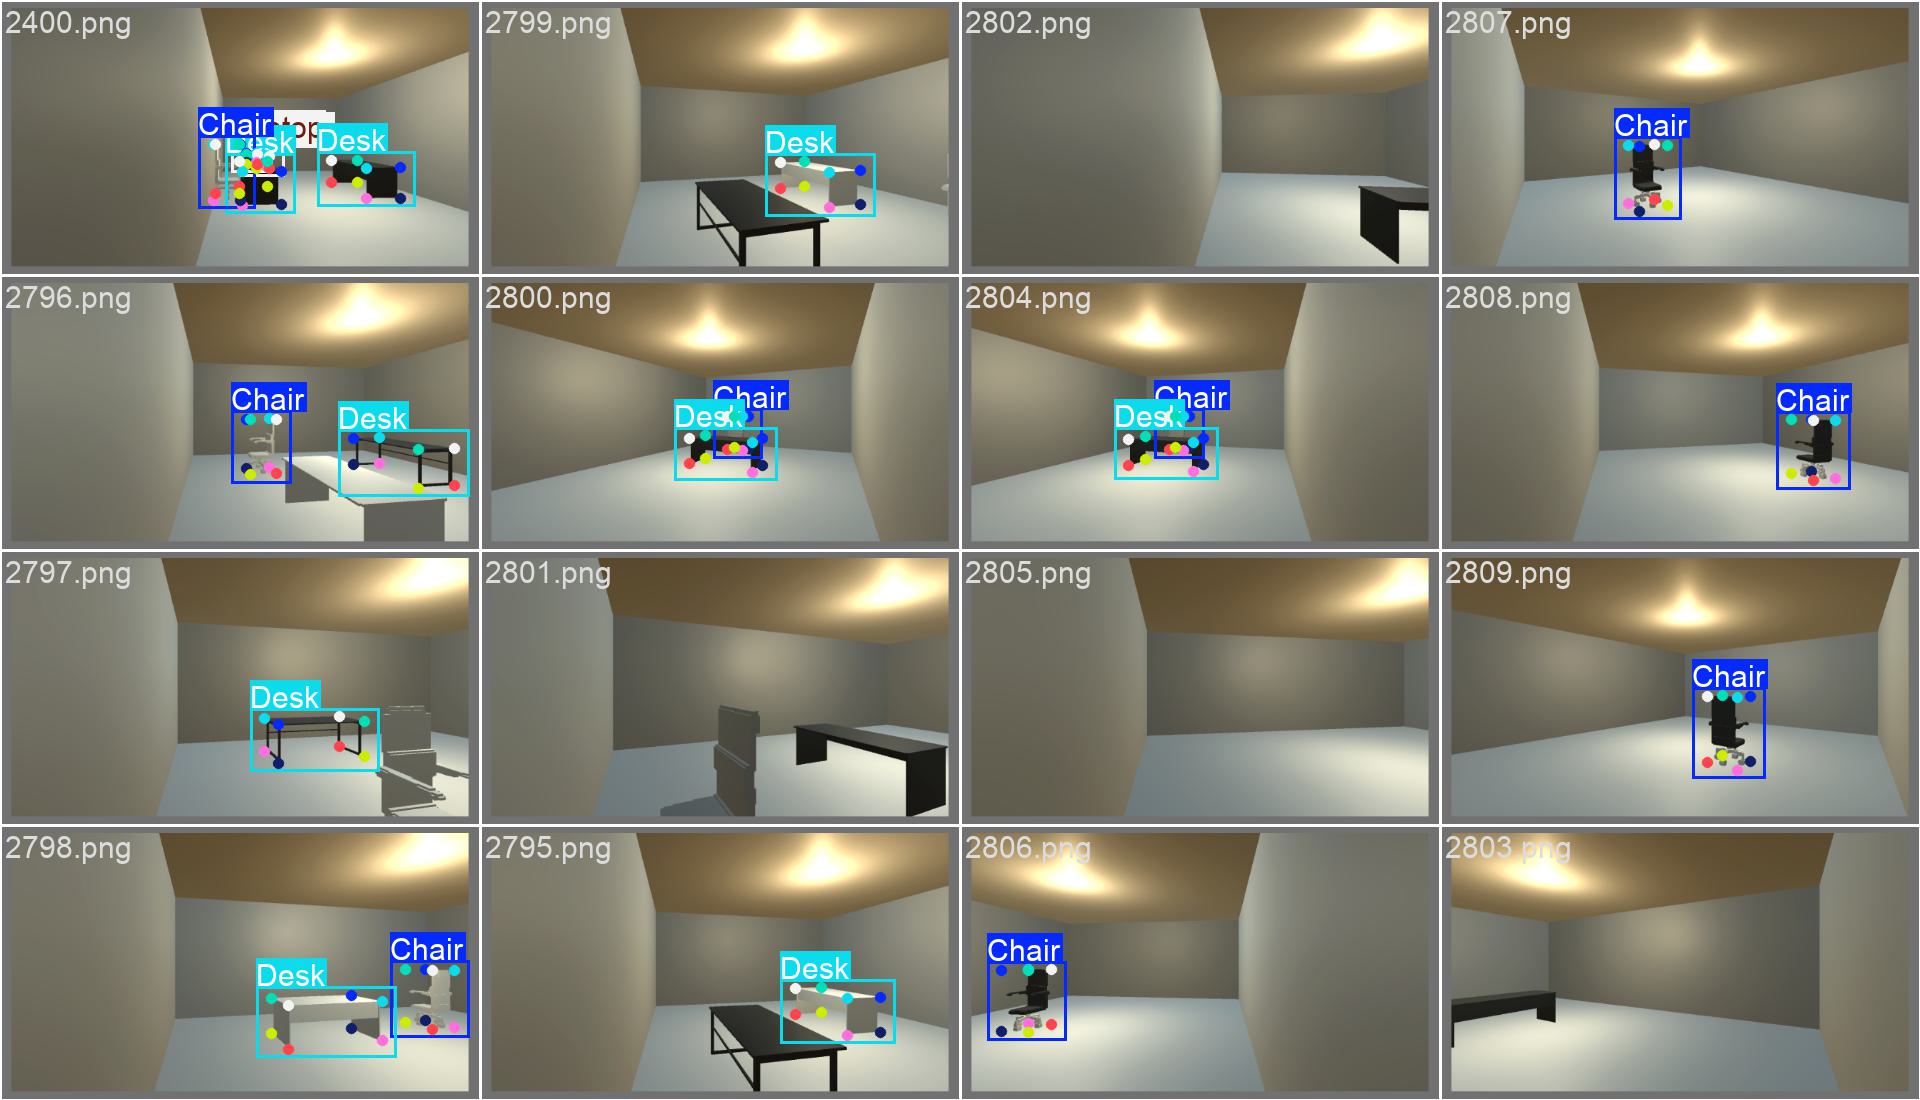 2400.png
2799.png
2802.png
2807.png
Chair
Desk
Desk
Desk
Chair
2796.png
2800.png
2804.png
2808.png
Chair
Desk
Chair
Desk
Chair
Desk
Chair
2797.png
2801.png
2805.png
2809.png
Desk
Chair
2798.png
2795.png
2806.png
2803.png
Desk
Chair
Desk
Chair